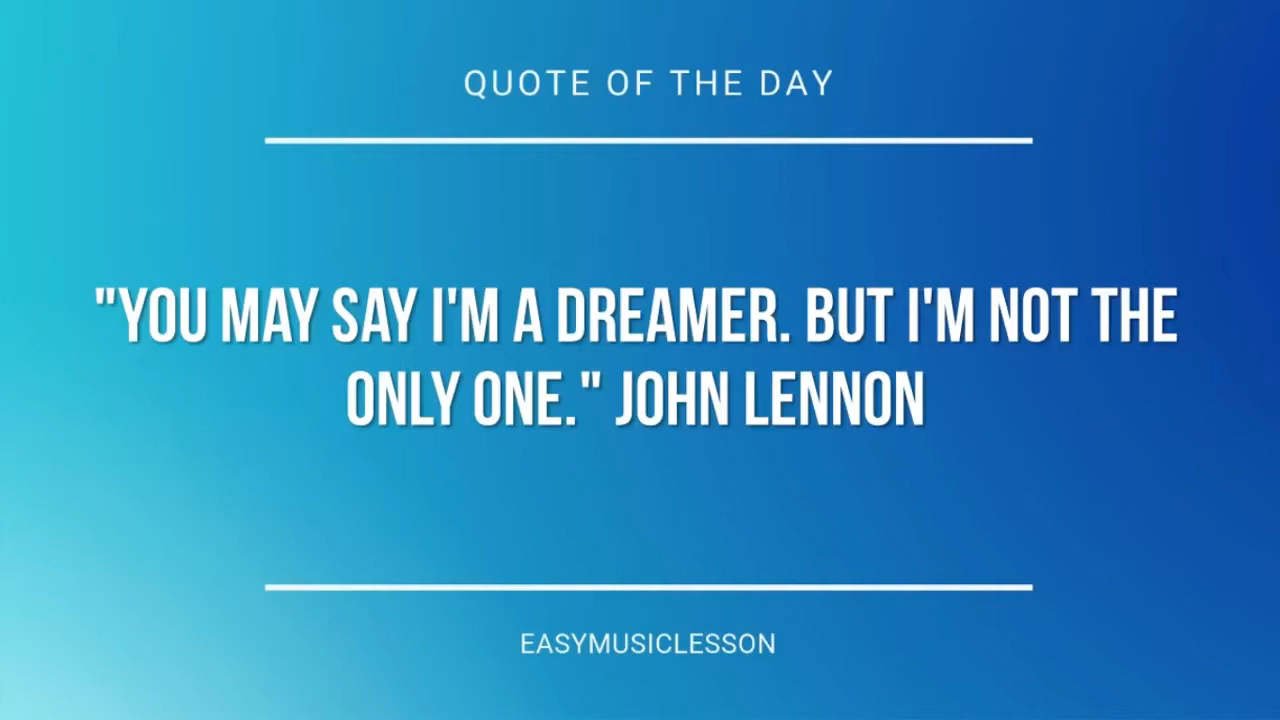 QUOTE OF THE DAY
"YOU MAY SAY I'M A DREAMER. BUT I'M NOT THE
ONLY ONE." JOHN LENNON
EASYMUSICLESSON